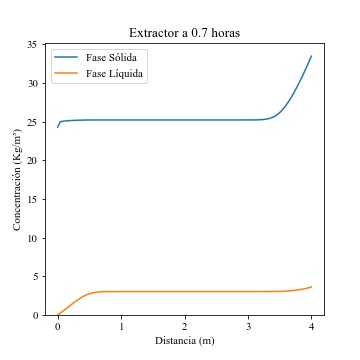 Extractor a 0.7 horas
Fase Sólida
Fase Líquida
Concentración (Kg/m³)
35
30
25
20
15
10
5
0
0 1 2 3 4
Distancia (m)